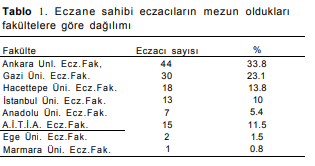 Tablo 1. Eczane sahibi eczacıların mezun oldukları
fakültelere göre dağılımı
Fakülte Eczacı sayısı %
Ankara Unl. Ecz.Fak, 44 33.8
Gazi Üni. Ecz.Fak. 30 23.1
Hacettepe Üni. Ecz.Fak. 18 13.8
İstanbul Üni. Ecz.Fak. 13 10
Anadolu Üni. Ecz.Fak. 7 5.4
A.İ.T.İ.A. Ecz.Fak. 15 11.5
Ege Üni. Ecz.Fak. 2 1.5
Marmara Üni. Ecz.Fak. 1 0.8